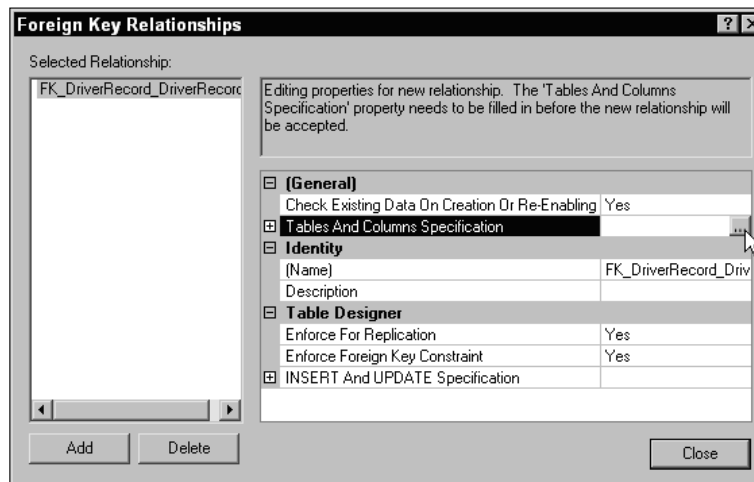 Foreign Key Relationships
Selected Relationship:
FK_DriverRecord_DriverRecord
Editing properties for new relationship. The 'Tables And Columns
Specification' property needs to be filled in before the new relationship will
be accepted.
(General)
Check Existing Data On Creation Or Re-Enabling Yes
Tables And Columns Specification ...
Identity
(Name) FK_DriverRecord_Driv
Description
Table Designer
Enforce For Replication Yes
Enforce Foreign Key Constraint Yes
INSERT And UPDATE Specification
Add Delete
Close